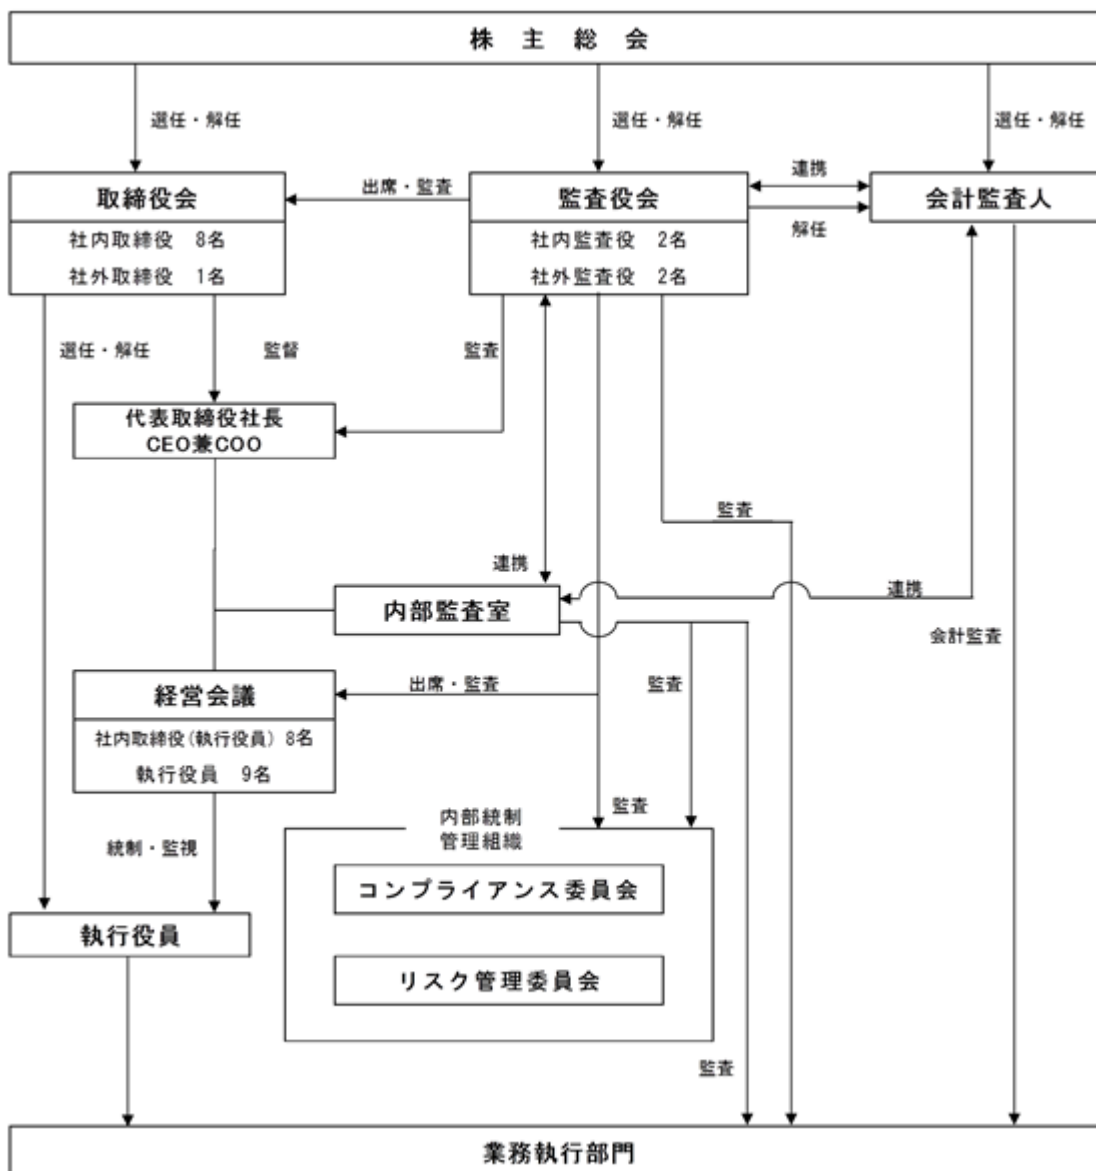 株主総会
選任・解任
選任・解任
選任・解任
取締役会
社内取締役 8名
社外取締役 1名
出席・監査
監査役会
社内監査役 2名
社外監査役 2名
連携
解任
会計監査人
選任・解任
監督
監査
代表取締役社長
CEO兼COO
監査
連携
内部監査室
連携
会計監査
経営会議
社内取締役(執行役員) 8名
執行役員 9名
出席・監査
監査
監査
内部統制
管理組織
統制・監視
コンプライアンス委員会
執行役員
リスク管理委員会
監査
業務執行部門